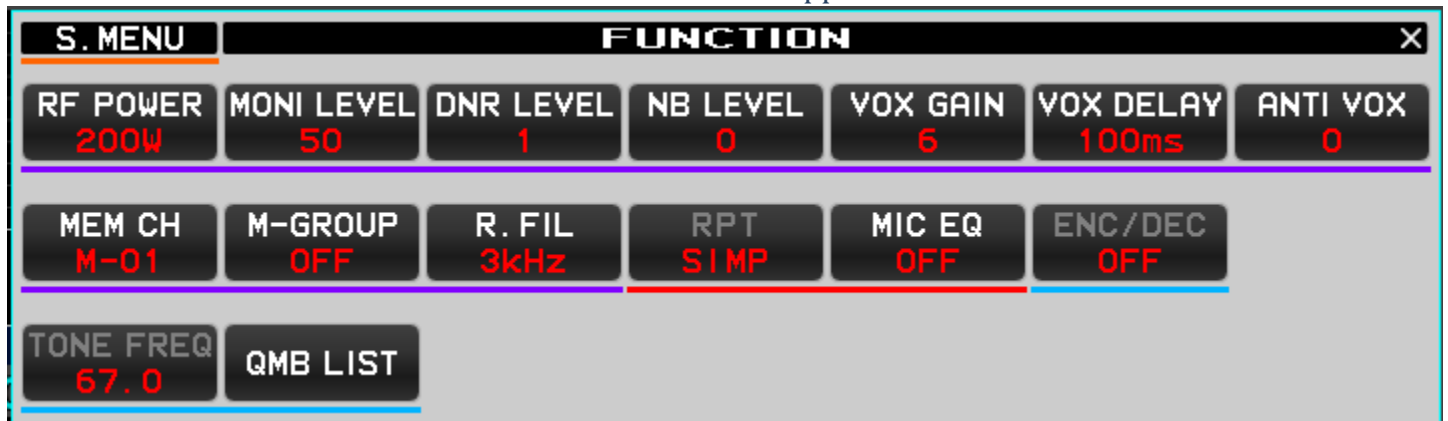 S.MENU FUNCTION ×
RF POWER MONI LEVEL DNR LEVEL NB LEVEL VOX GAIN VOX DELAY ANTI VOX
200W 50 1 0 6 100ms 0
MEM CH M-GROUP R.FIL RPT MIC EQ ENC/DEC
M-01 OFF 3kHz SIMP OFF OFF
TONE FREQ QMB LIST
67.0